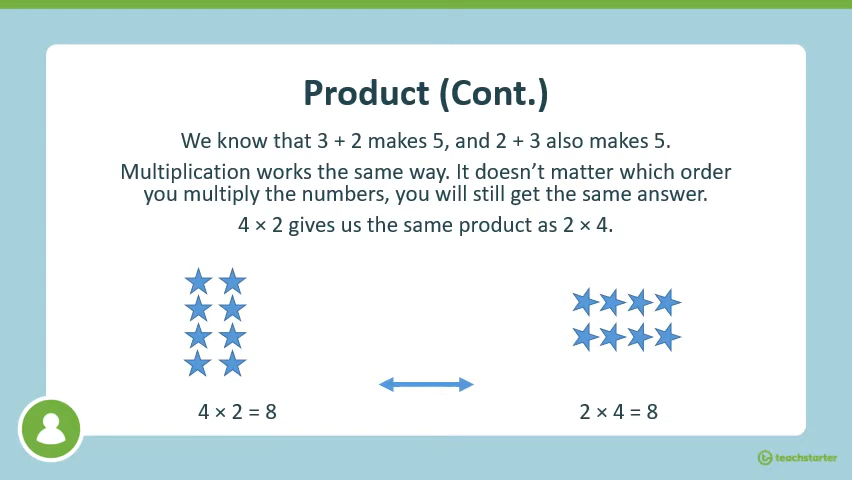 Product (Cont.)
We know that 3 + 2 makes 5, and 2 + 3 also makes 5.
Multiplication works the same way. It doesn’t matter which order
you multiply the numbers, you will still get the same answer.
4 × 2 gives us the same product as 2 × 4.
4 × 2 = 8
2 × 4 = 8
teachstarter